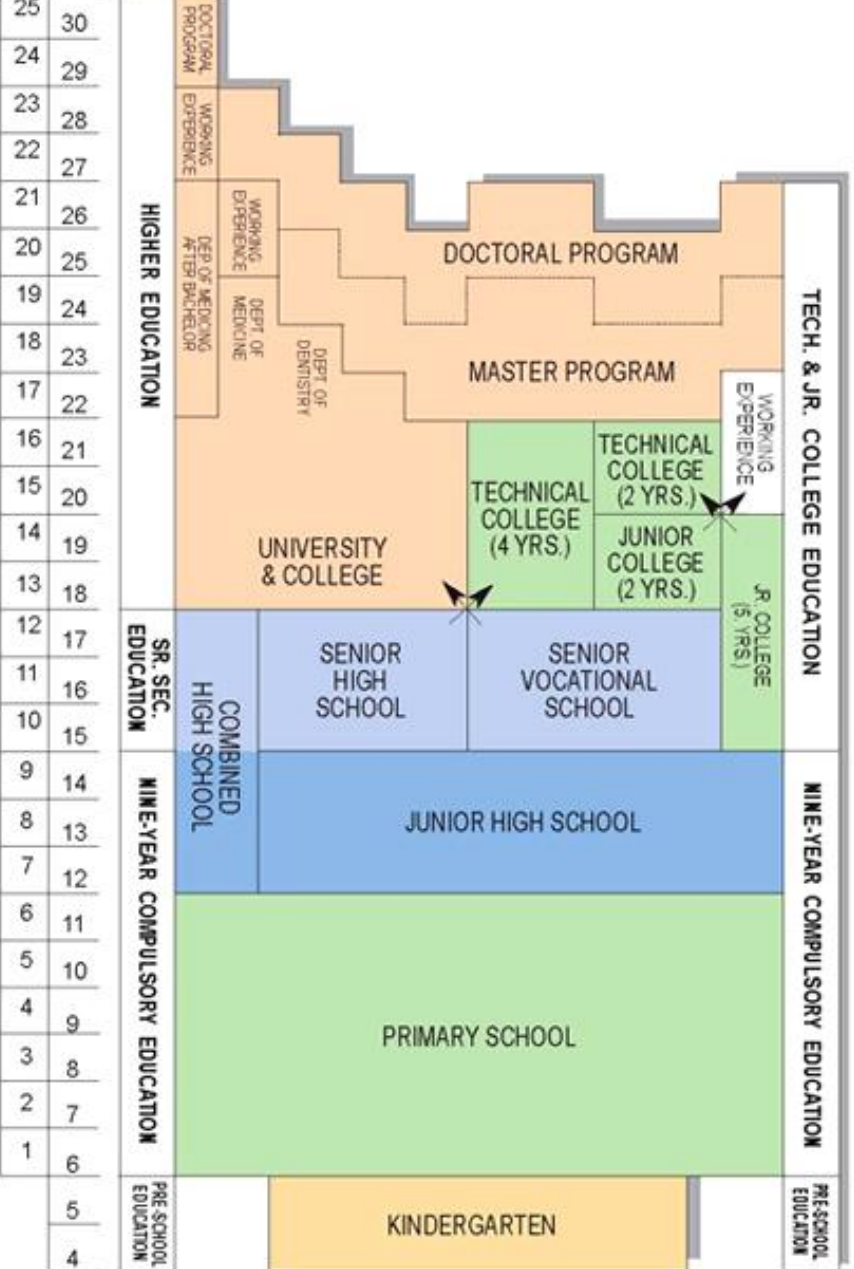 25
30
24
29
23
28
22
27
21
26
20
25
19
24
18
23
17
22
16
21
15
20
14
19
13
18
12
17
11
16
10
15
9
14
8
13
7
12
6
11
5
10
4
9
3
8
2
7
1
6
5
4
HIGHER EDUCATION
SR. SEC.
EDUCATION
NINE-YEAR COMPULSORY EDUCATION
PRE-SCHOOL
EDUCATION
DOCTORAL
PROGRAM
WORKING
EXPERIENCE
DEP OF MEDICING
AFTER BACHELOR
WORKING
EXPERIENCE
DEPT. OF
MEDICINE
DEPT. OF
DENTISTRY
DOCTORAL PROGRAM
MASTER PROGRAM
WORKING
EXPERIENCE
UNIVERSITY
& COLLEGE
TECHNICAL
COLLEGE
(4 YRS.)
TECHNICAL
COLLEGE
(2 YRS.)
JUNIOR
COLLEGE
(2 YRS.)
JR. COLLEGE
(5. YRS.)
COMBINED
HIGH SCHOOL
SENIOR
HIGH
SCHOOL
SENIOR
VOCATIONAL
SCHOOL
JUNIOR HIGH SCHOOL
PRIMARY SCHOOL
KINDERGARTEN
TECH. & JR. COLLEGE EDUCATION
NINE-YEAR COMPULSORY EDUCATION
PRE-SCHOOL
EDUCATION